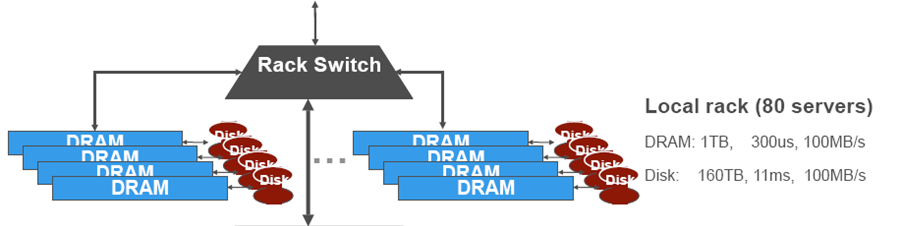 Rack Switch
Local rack (80 servers)
DRAM: 1TB, 300us, 100MB/s
Disk: 160TB, 11ms, 100MB/s
DRAM
Disk
DRAM
Disk
DRAM
Disk
DRAM
Disk
DRAM
Disk
DRAM
Disk
DRAM
Disk
DRAM
Disk